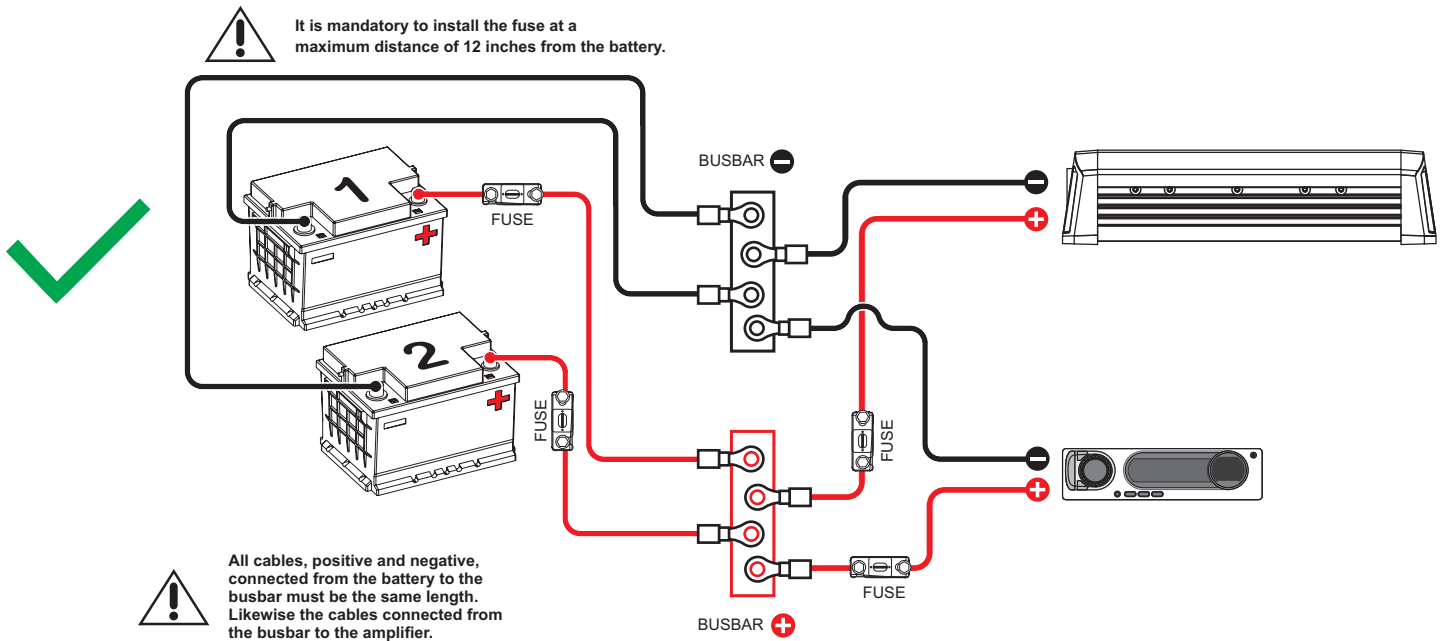 It is mandatory to install the fuse at a
maximum distance of 12 inches from the battery.
BUSBAR -
1
FUSE
-
+
+
2
+
FUSE
FUSE
-
+
FUSE
All cables, positive and negative,
connected from the battery to the
busbar must be the same length.
Likewise the cables connected from
the busbar to the amplifier.
BUSBAR +